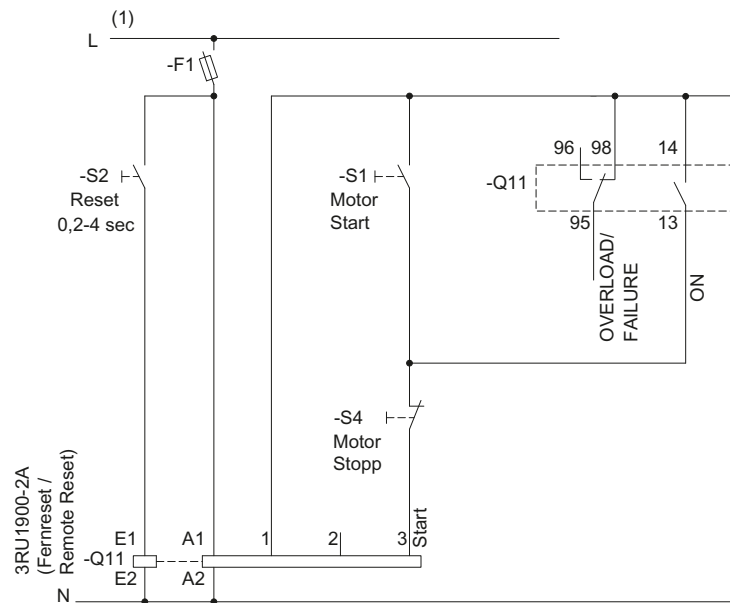 (1)
L
-F1
-S2
Reset
0,2-4 sec
-S1
Motor
Start
96 98 14
-Q11
95 13
OVERLOAD/
FAILURE
ON
-S4
Motor
Stopp
3RU1900-2A
(Fernreset /
Remote Reset)
E1 A1 1 2 3 Start
-Q11
E2 A2
N